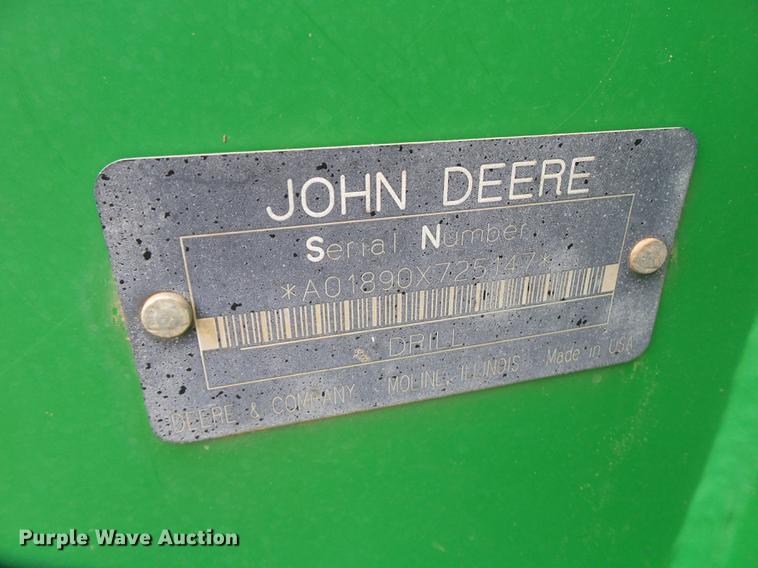 JOHN DEERE
Serial Number
*A01890X725147*
DRILL
DEERE & COMPANY MOLINE, ILLINOIS Made in USA
Purple Wave Auction